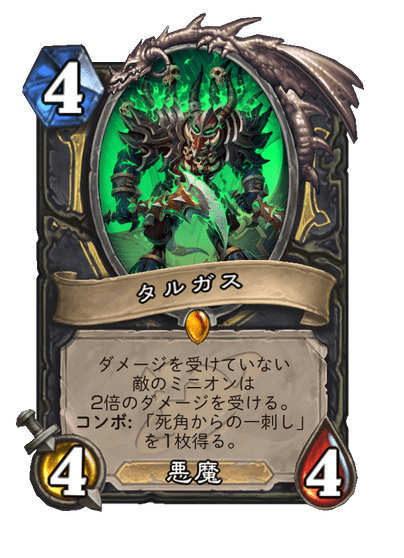 4
タルガス
ダメージを受けていない
敵のミニオンは
2倍のダメージを受ける。
コンボ: 「死角からの一刺し」
を1枚得る。
4
悪魔
4